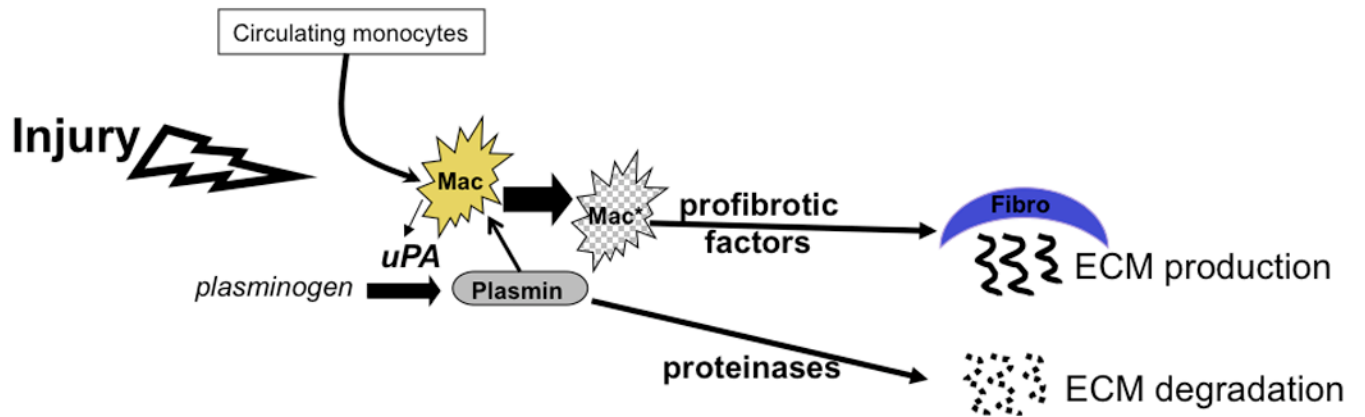 Circulating monocytes
Injury
Mac
Mac*
profibrotic
factors
Fibro
uPA
plasminogen
Plasmin
ECM production
proteinases
ECM degradation